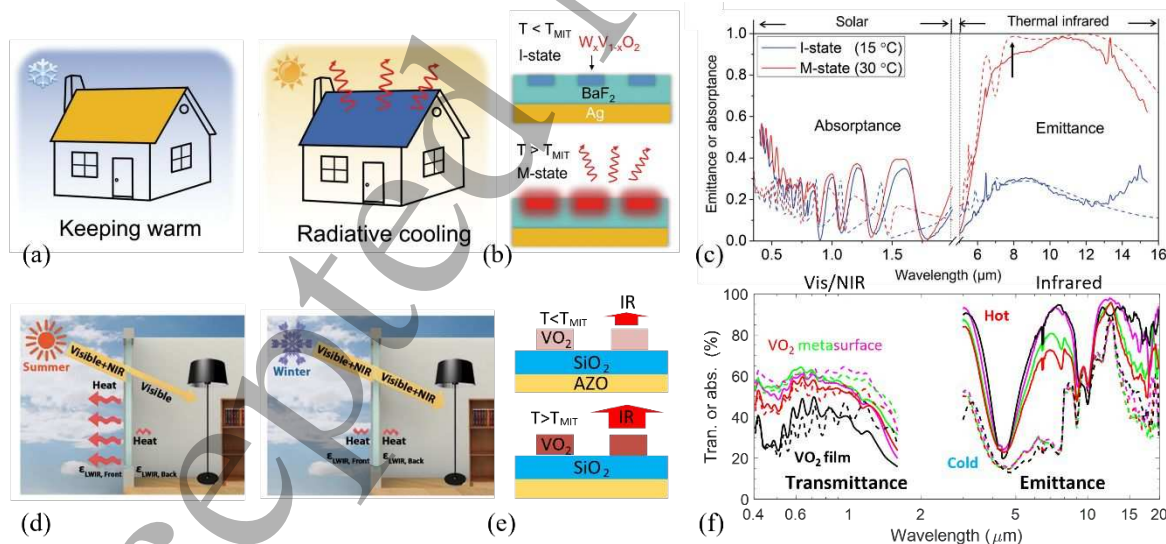 Keeping warm
Radiative cooling
(a)
T < T_MIT
I-state
W_xV_1-xO_2
BaF_2
Ag
T > T_MIT
M-state
(b)
Solar
Thermal infrared
I-state (15 °C)
M-state (30 °C)
Absorptance
Emittance
Emittance or absorptance
1.0
0.8
0.6
0.4
0.2
0.0
0.5
1.0
1.5
6
8
10
12
14
16
Wavelength (μm)
(c)
Summer
Visible+NIR
Visible
Heat
Heat
ε_LWIR, Front
ε_LWIR, Back
Winter
Visible+NIR
Visible+NIR
Heat
Heat
ε_LWIR, Front
ε_LWIR, Back
(d)
IR
T<T_MIT
VO_2
SiO_2
AZO
T>T_MIT
IR
VO_2
SiO_2
(e)
Vis/NIR
Infrared
VO_2 metasurface
Hot
VO_2 film
Cold
Transmittance
Emittance
Tran. or abs. (%)
100
80
60
40
20
0
0.4
0.6
1
2
5
10
15
20
Wavelength (μm)
(f)
Accepted